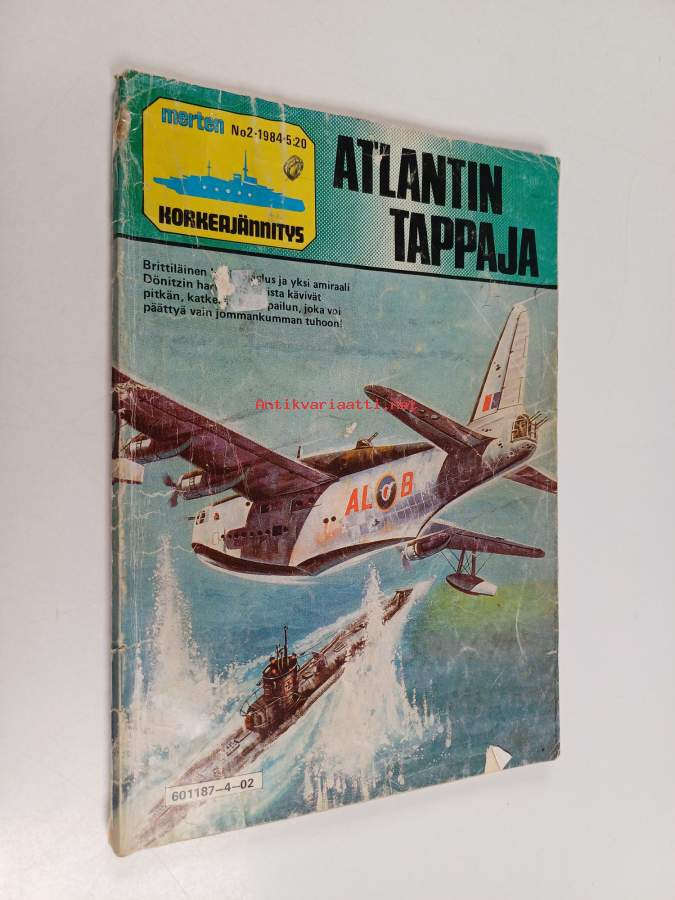 merten
No2-1984-5:20
KORKEAJÄNNITYS
ATLANTIN
TAPPAJA
Brittiläinen ja yksi amiraali
Dönitzin kävivät
pitkän, joka voi
päättyä vain jommankumman tuhoon!
Antikvariaatti.net
AL B
601187-4-02